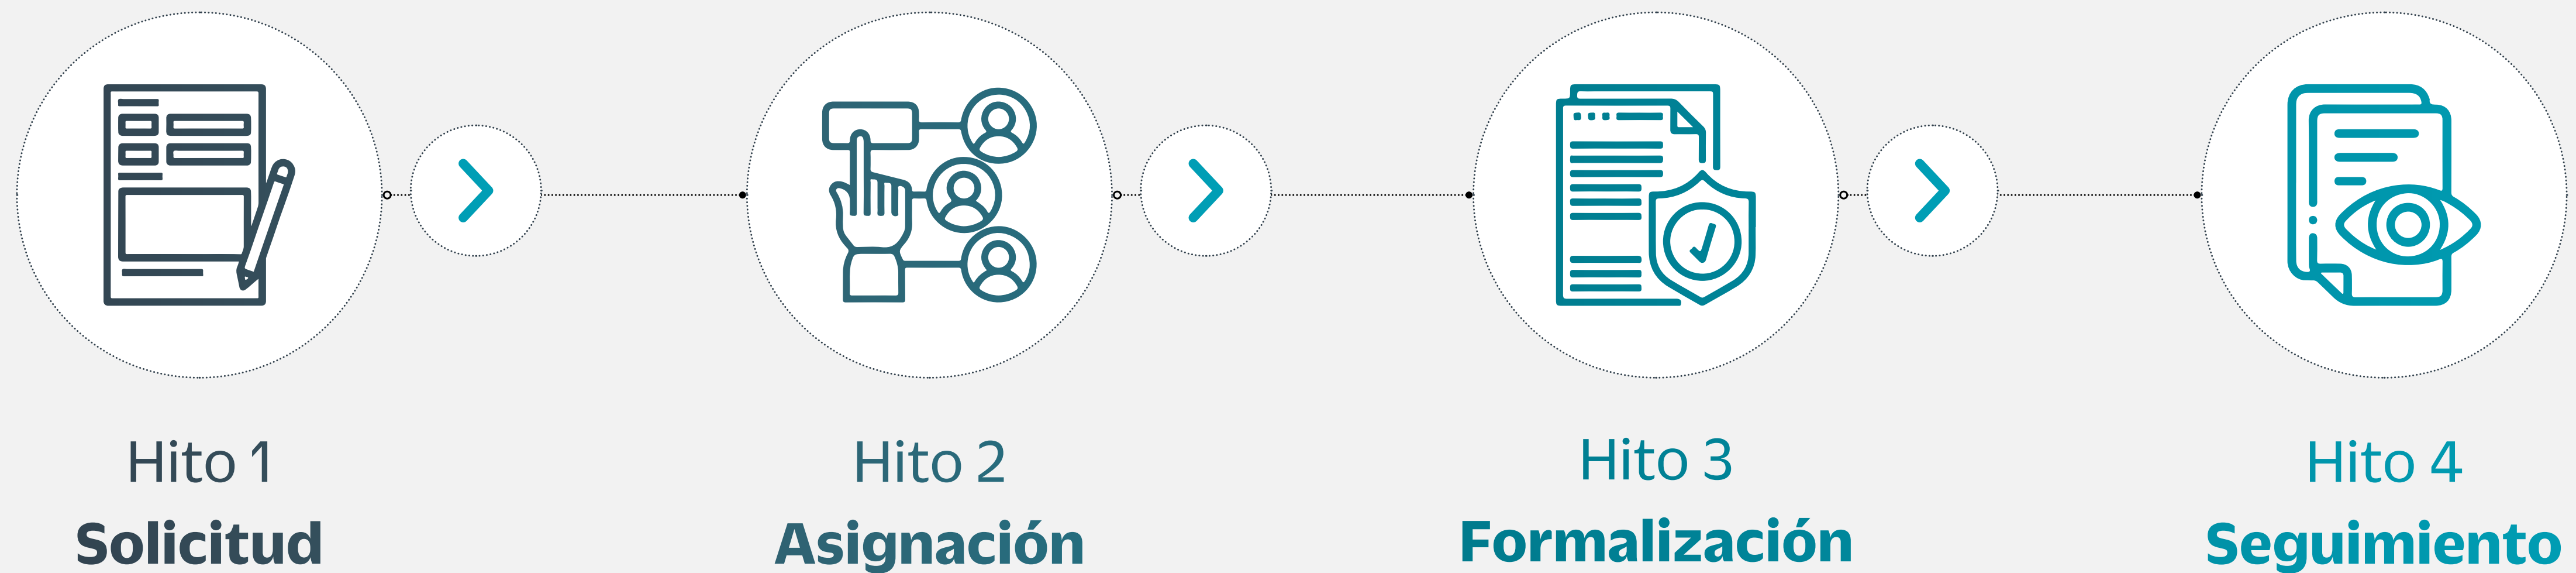 Hito 1
Solicitud
Hito 2
Asignación
Hito 3
Formalización
Hito 4
Seguimiento